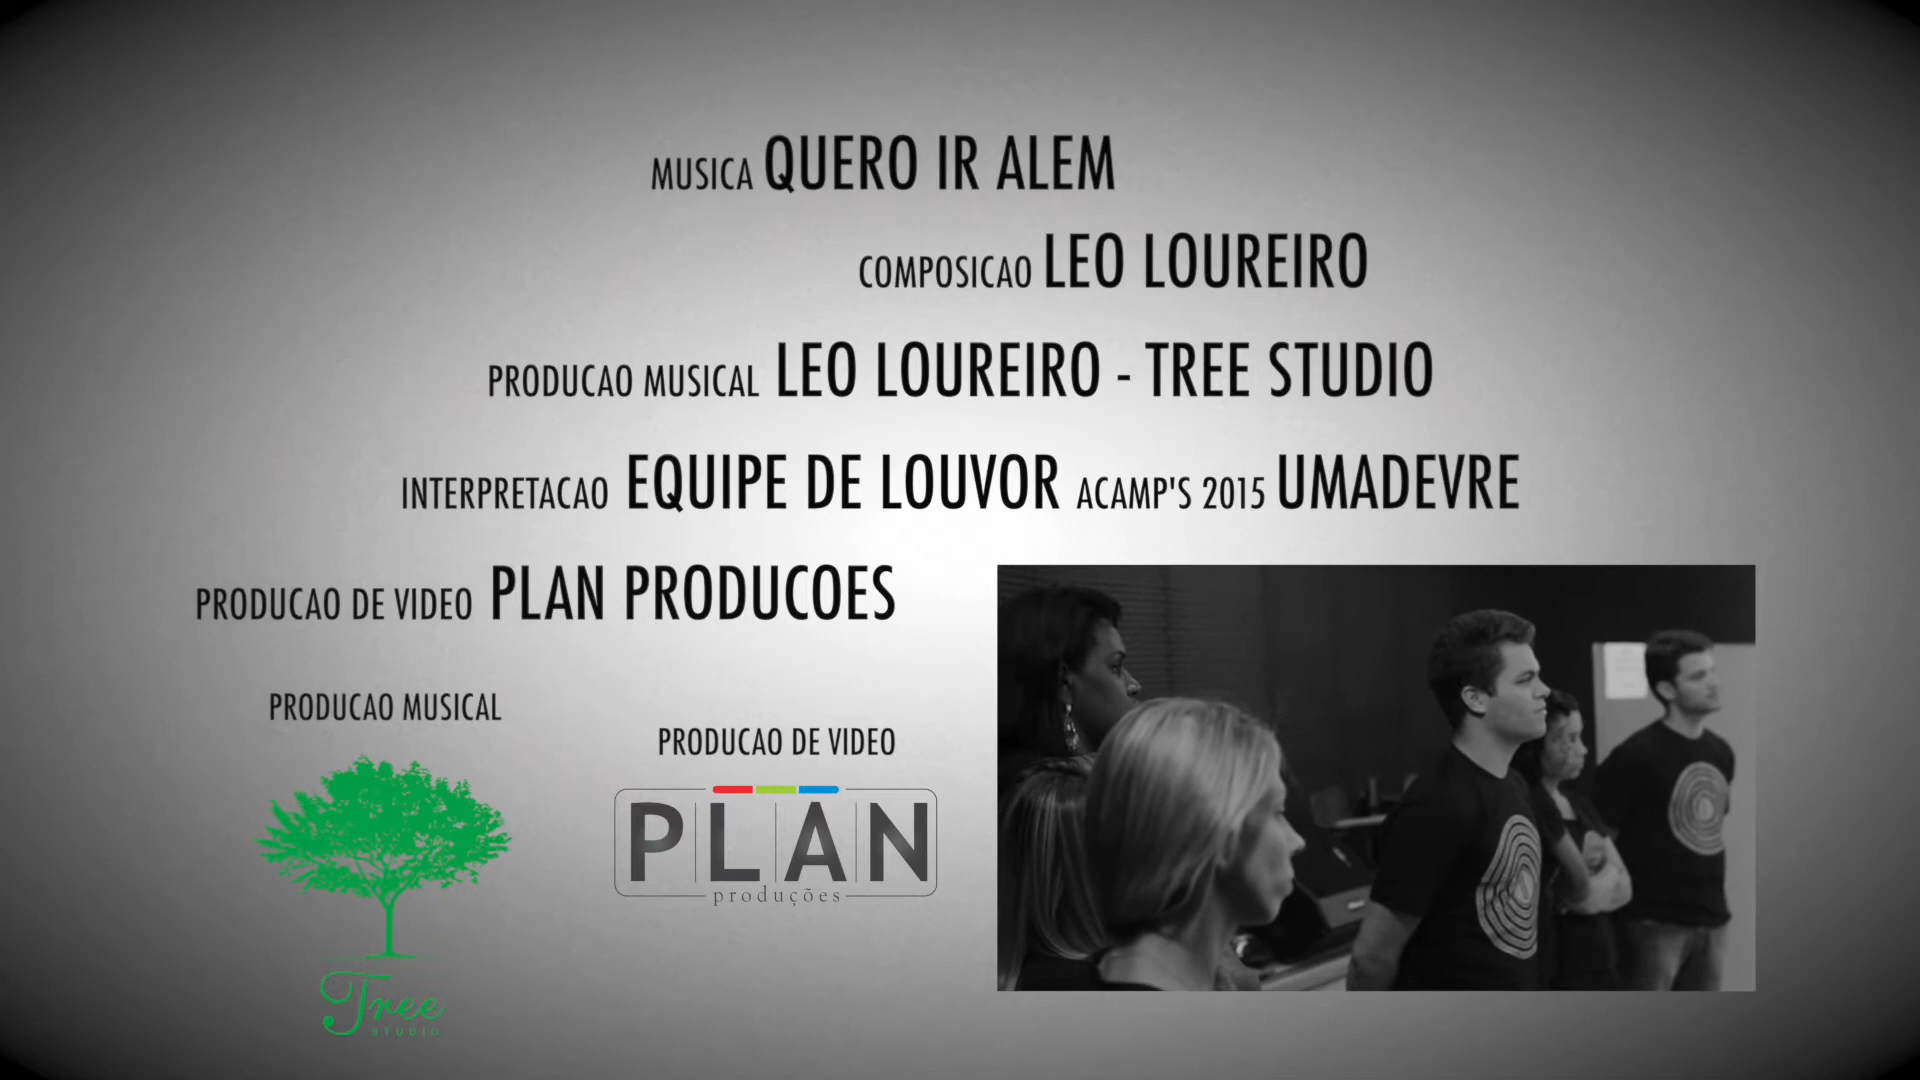 MUSICA QUERO IR ALEM
COMPOSICAO LEO LOUREIRO
PRODUCAO MUSICAL LEO LOUREIRO - TREE STUDIO
INTERPRETACAO EQUIPE DE LOUVOR ACAMP'S 2015 UMADEVRE
PRODUCAO DE VIDEO PLAN PRODUCOES
PRODUCAO MUSICAL
Tree
STUDIO
PRODUCAO DE VIDEO
PLAN
produções